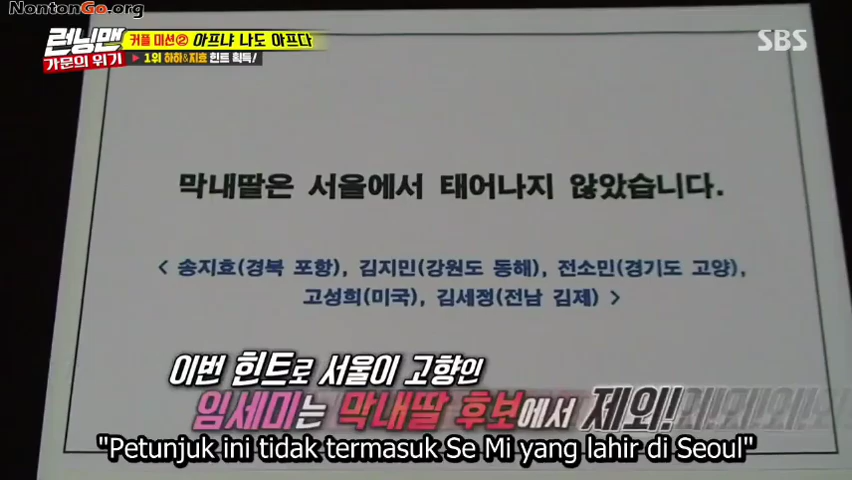 NontonGo.org
런닝맨
가문의 위기
커플 미션② 아프냐 나도 아프다
▶ 1위 하하&지효 힌트 획득!
SBS
막내딸은 서울에서 태어나지 않았습니다.
< 송지효(경북 포항), 김지민(강원도 동해), 전소민(경기도 고양),
고성희(미국), 김세정(전남 김제) >
이번 힌트로 서울이 고향인
임세미는 막내딸 후보에서 제외!
"Petunjuk ini tidak termasuk Se Mi yang lahir di Seoul"